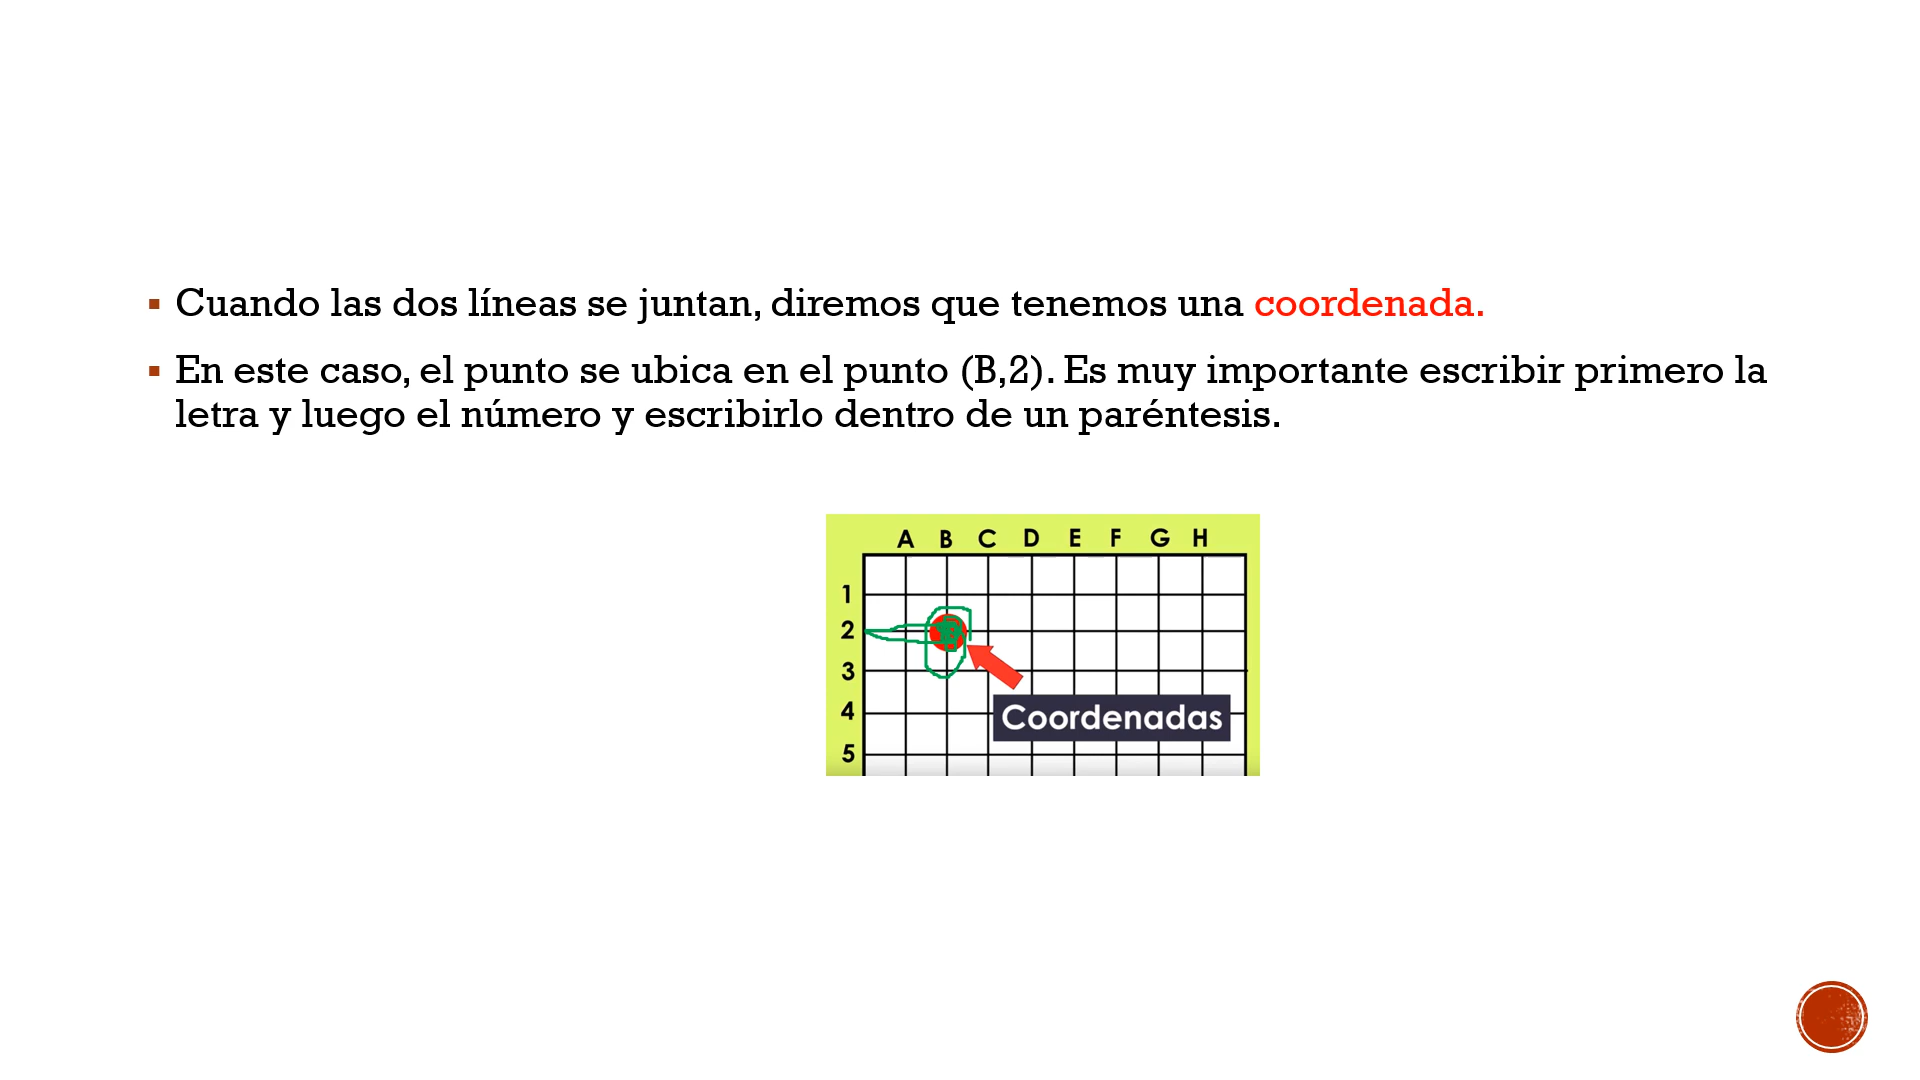 Cuando las dos líneas se juntan, diremos que tenemos una coordenada.
En este caso, el punto se ubica en el punto (B,2). Es muy importante escribir primero la
letra y luego el número y escribirlo dentro de un paréntesis.
A B C D E F G H
1
2
3
Coordenadas
4
5